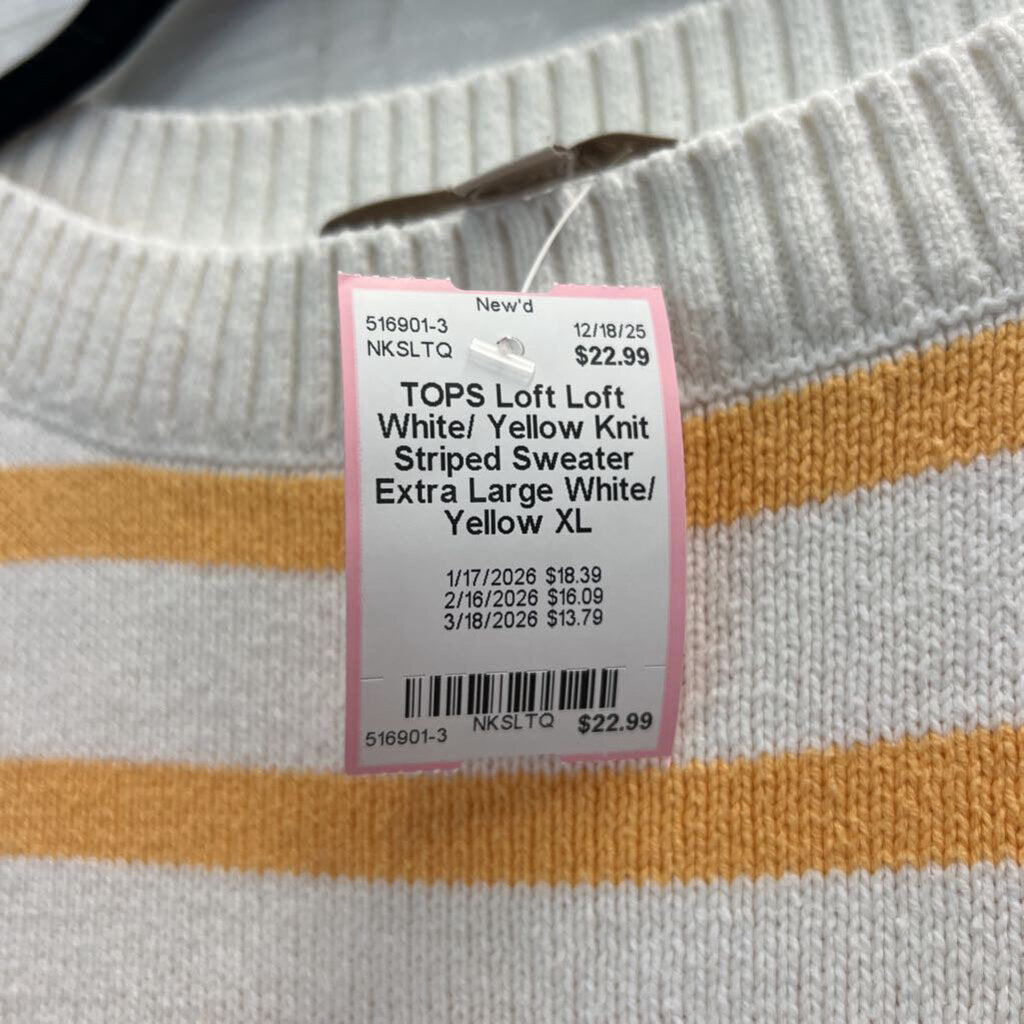 New'd
516901-3 12/18/25
NKSLTQ $22.99
TOPS Loft Loft
White/ Yellow Knit
Striped Sweater
Extra Large White/
Yellow XL
1/17/2026 $18.39
2/16/2026 $16.09
3/18/2026 $13.79
516901-3 NKSLTQ $22.99